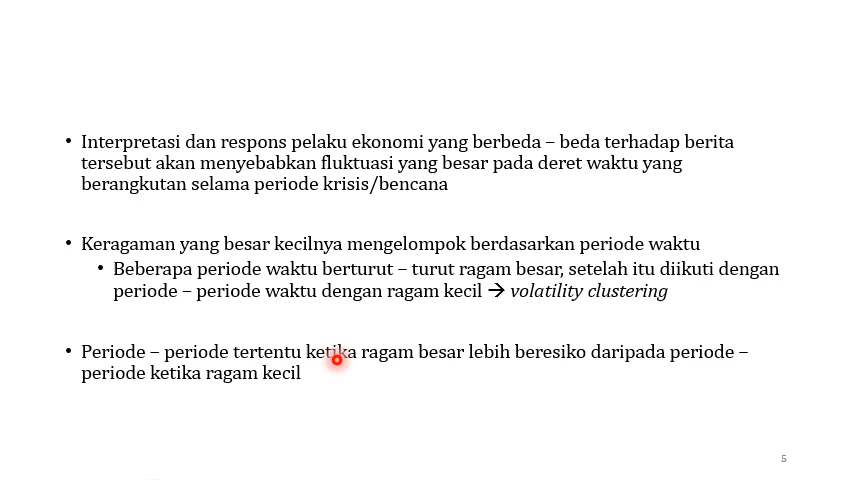 • Interpretasi dan respons pelaku ekonomi yang berbeda – beda terhadap berita
tersebut akan menyebabkan fluktuasi yang besar pada deret waktu yang
berangkutan selama periode krisis/bencana
• Keragaman yang besar kecilnya mengelompok berdasarkan periode waktu
• Beberapa periode waktu berturut – turut ragam besar, setelah itu diikuti dengan
periode – periode waktu dengan ragam kecil → volatility clustering
• Periode – periode tertentu ketika ragam besar lebih beresiko daripada periode –
periode ketika ragam kecil
5